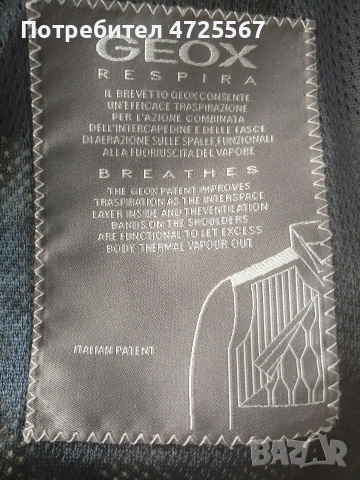 Потребител 4725567
GEOX
RESPIRA
IL BREVETTO GEOX CONSENTE
UN'EFFICACE TRASPIRAZIONE
PER L'AZIONE COMBINATA
DELL'INTERCAPEDINE E DELLE FASCE
DI AERAZIONE SULLE SPALLE, FUNZIONALI
ALLA FUORIUSCITA DEL VAPORE
BREATHES
THE GEOX PATENT IMPROVES
TRASPIRATION AS THE INTERSPACE
LAYER INSIDE AND THEVENTILATION
BANDS ON THE SHOULDERS
ARE FUNCTIONAL TO LET EXCESS
BODY THERMAL VAPOUR OUT
ITALIAN PATENT
BAZAR